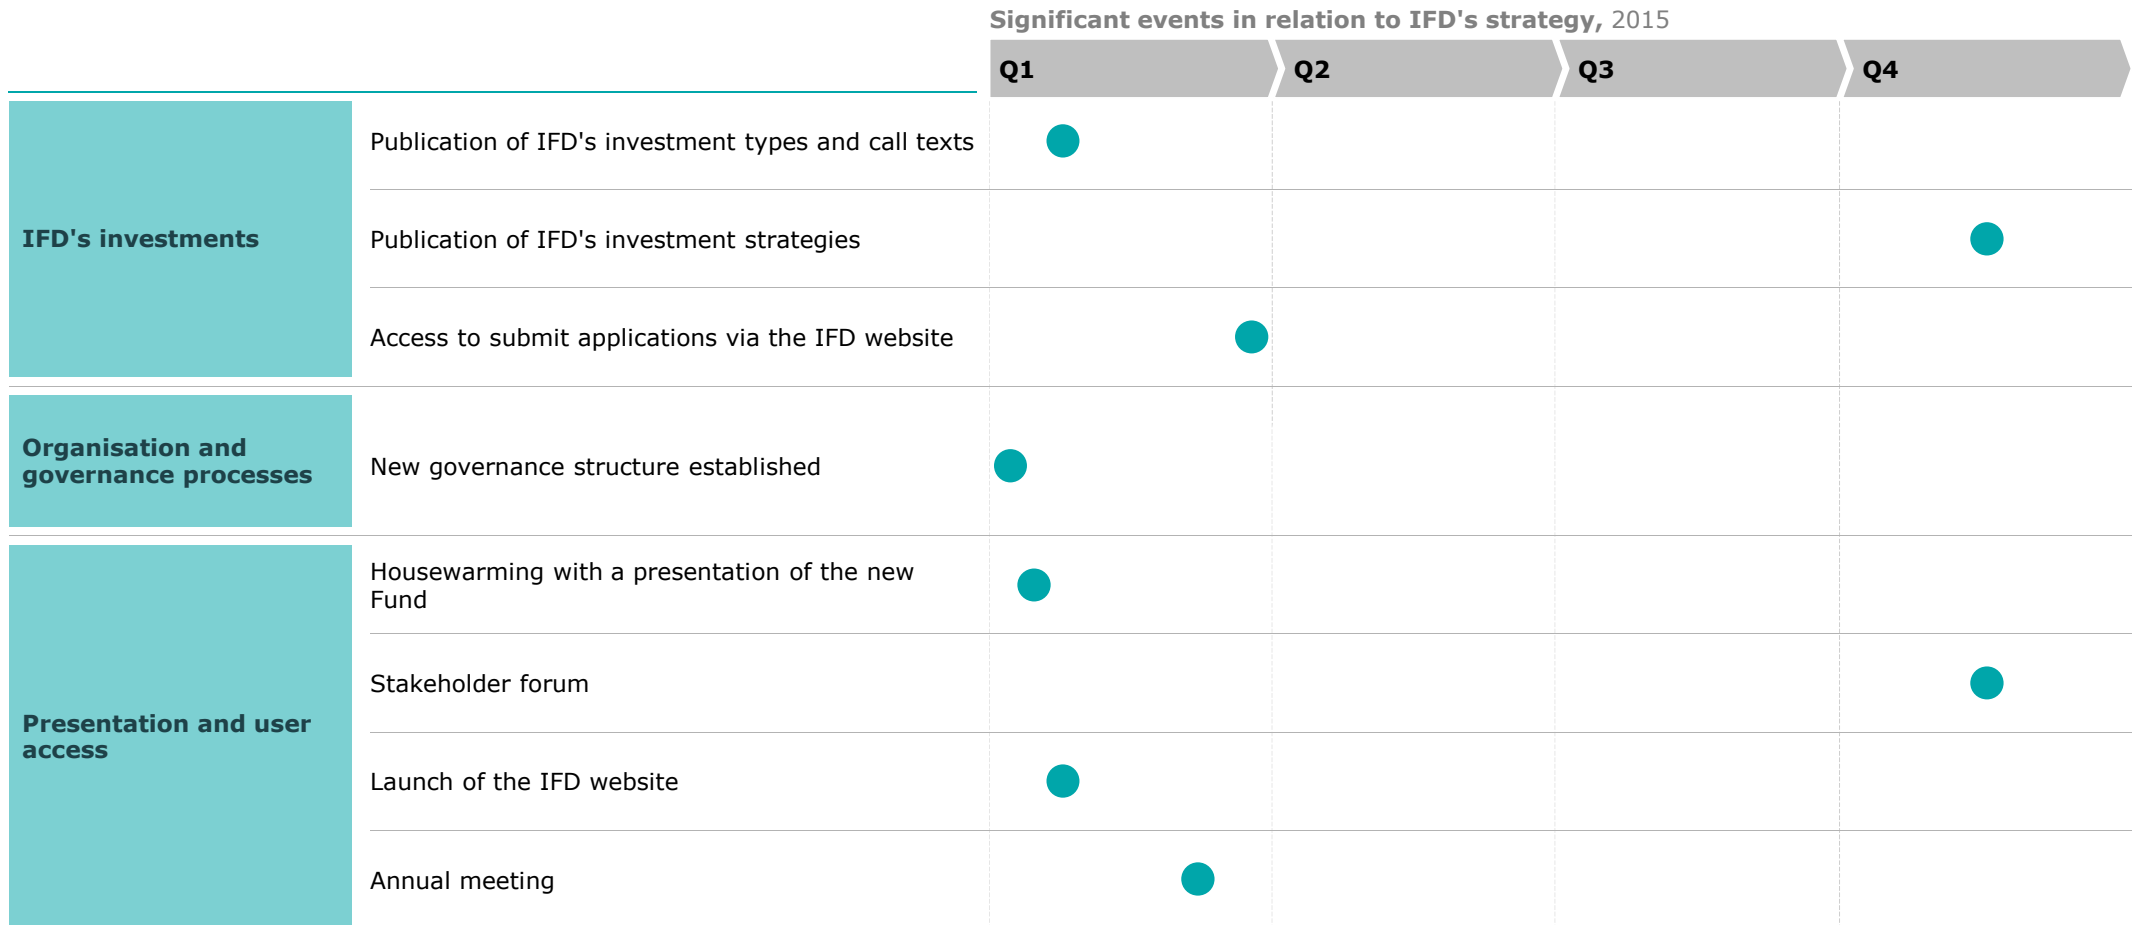 Significant events in relation to IFD's strategy, 2015
Q1
Q2
Q3
Q4
IFD's investments
Publication of IFD's investment types and call texts
Publication of IFD's investment strategies
Access to submit applications via the IFD website
Organisation and
governance processes
New governance structure established
Presentation and user
access
Housewarming with a presentation of the new
Fund
Stakeholder forum
Launch of the IFD website
Annual meeting